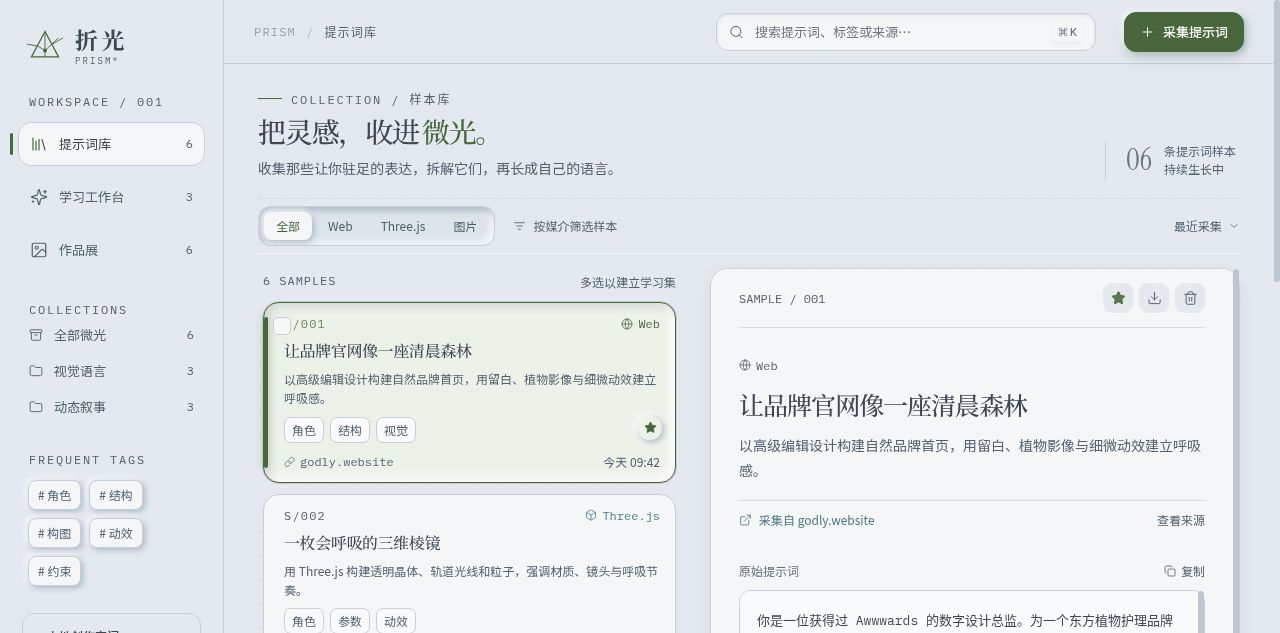 折光
PRISM°
WORKSPACE / 001
提示词库 6
学习工作台 3
作品展 6
COLLECTIONS
全部微光 6
视觉语言 3
动态叙事 3
FREQUENT TAGS
# 角色 # 结构
# 构图 # 动效
# 约束
PRISM / 提示词库
搜索提示词、标签或来源… ⌘K
采集提示词
COLLECTION / 样本库
把灵感，收进微光。
收集那些让你驻足的表达，拆解它们，再长成自己的语言。
06 条提示词样本
持续生长中
全部 Web Three.js 图片 按媒介筛选样本
最近采集
6 SAMPLES 多选以建立学习集
/001 Web
让品牌官网像一座清晨森林
以高级编辑设计构建自然品牌首页，用留白、植物影像与细微动效建立
呼吸感。
角色 结构 视觉
godly.website 今天 09:42
S/002 Three.js
一枚会呼吸的三维棱镜
用 Three.js 构建透明晶体、轨道光线和粒子，强调材质、镜头与呼吸节
奏。
角色 参数 动效
SAMPLE / 001
Web
让品牌官网像一座清晨森林
以高级编辑设计构建自然品牌首页，用留白、植物影像与细微动效建立呼吸
感。
采集自 godly.website 查看来源
原始提示词 复制
你是一位获得过 Awwwards 的数字设计总监。为一个东方植物护理品牌